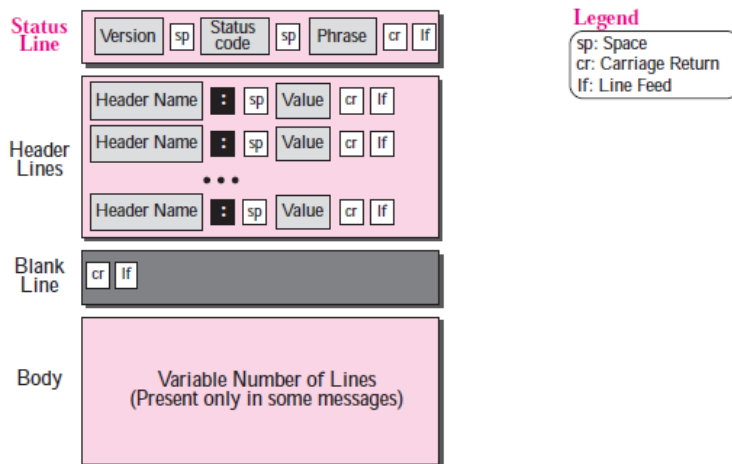 Status Line
Version sp Status code sp Phrase cr lf
Header Lines
Header Name : sp Value cr lf
Header Name : sp Value cr lf
• • •
Header Name : sp Value cr lf
Blank Line
cr lf
Body
Variable Number of Lines
(Present only in some messages)
Legend
sp: Space
cr: Carriage Return
lf: Line Feed